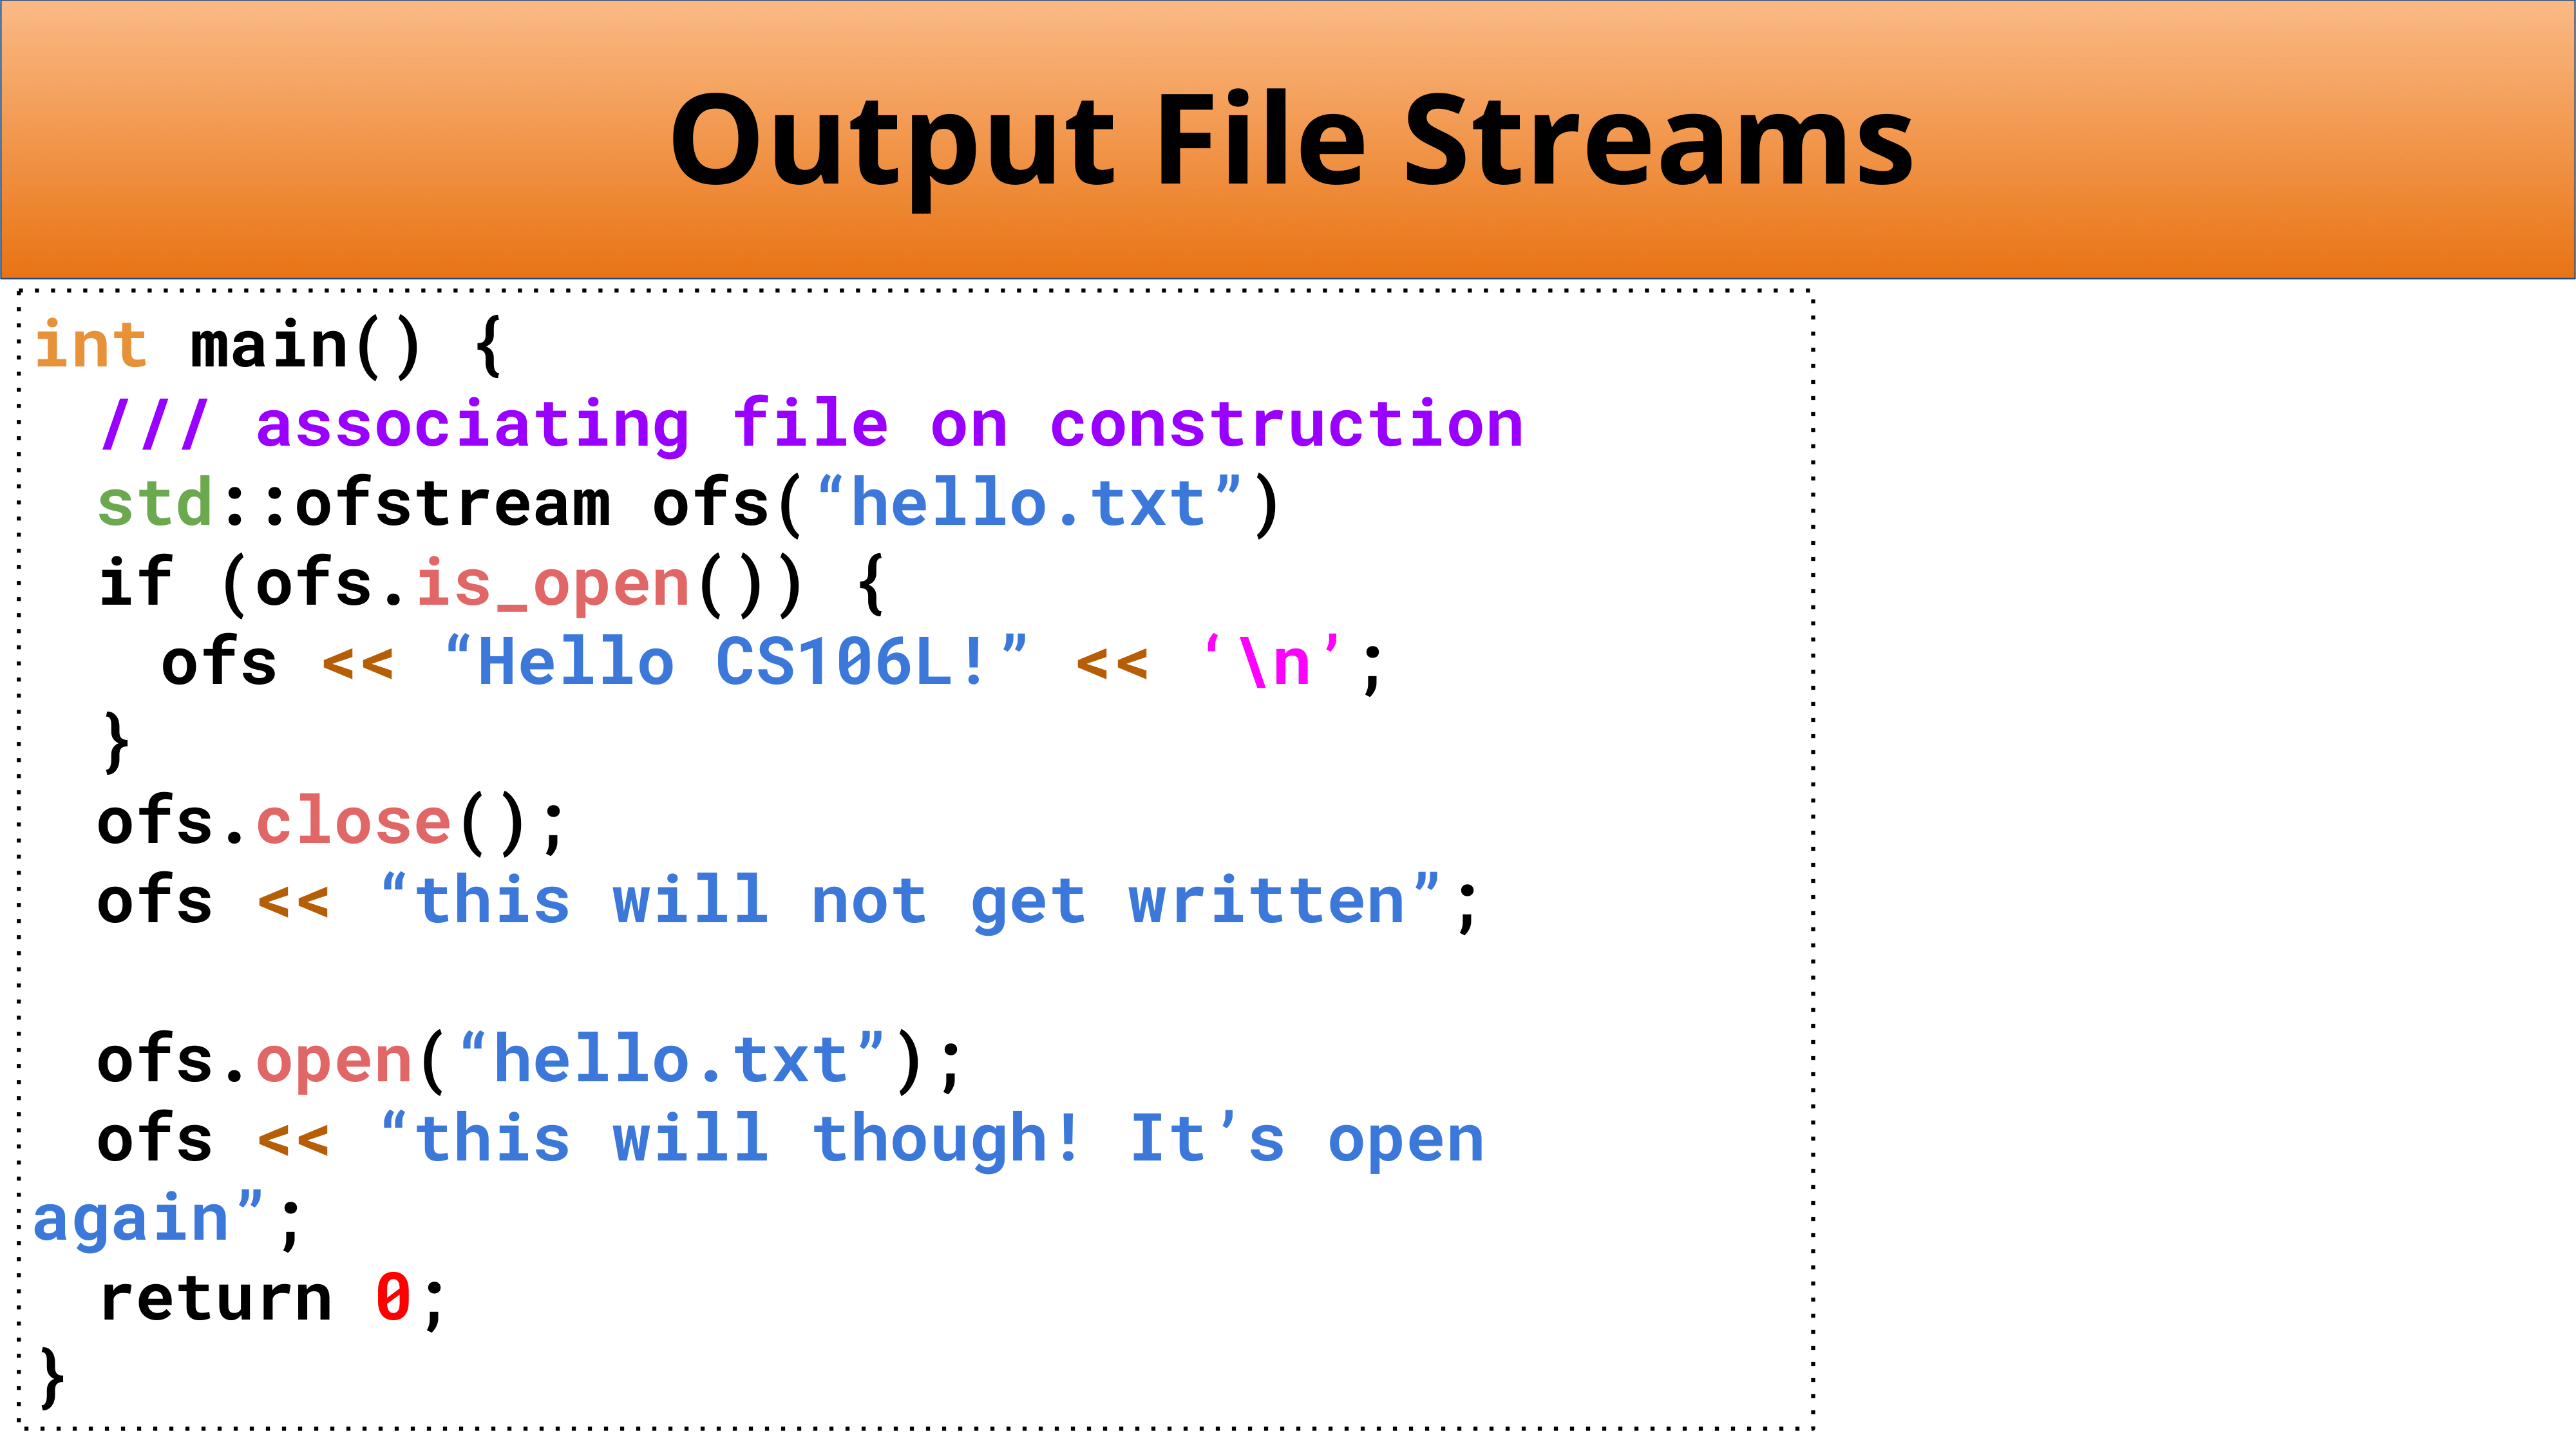 Output File Streams
int main() {
  /// associating file on construction
  std::ofstream ofs(“hello.txt”)
  if (ofs.is_open()) {
    ofs << “Hello CS106L!” << ‘\n’;
  }
  ofs.close();
  ofs << “this will not get written”;
  ofs.open(“hello.txt”);
  ofs << “this will though! It’s open
again”;
  return 0;
}